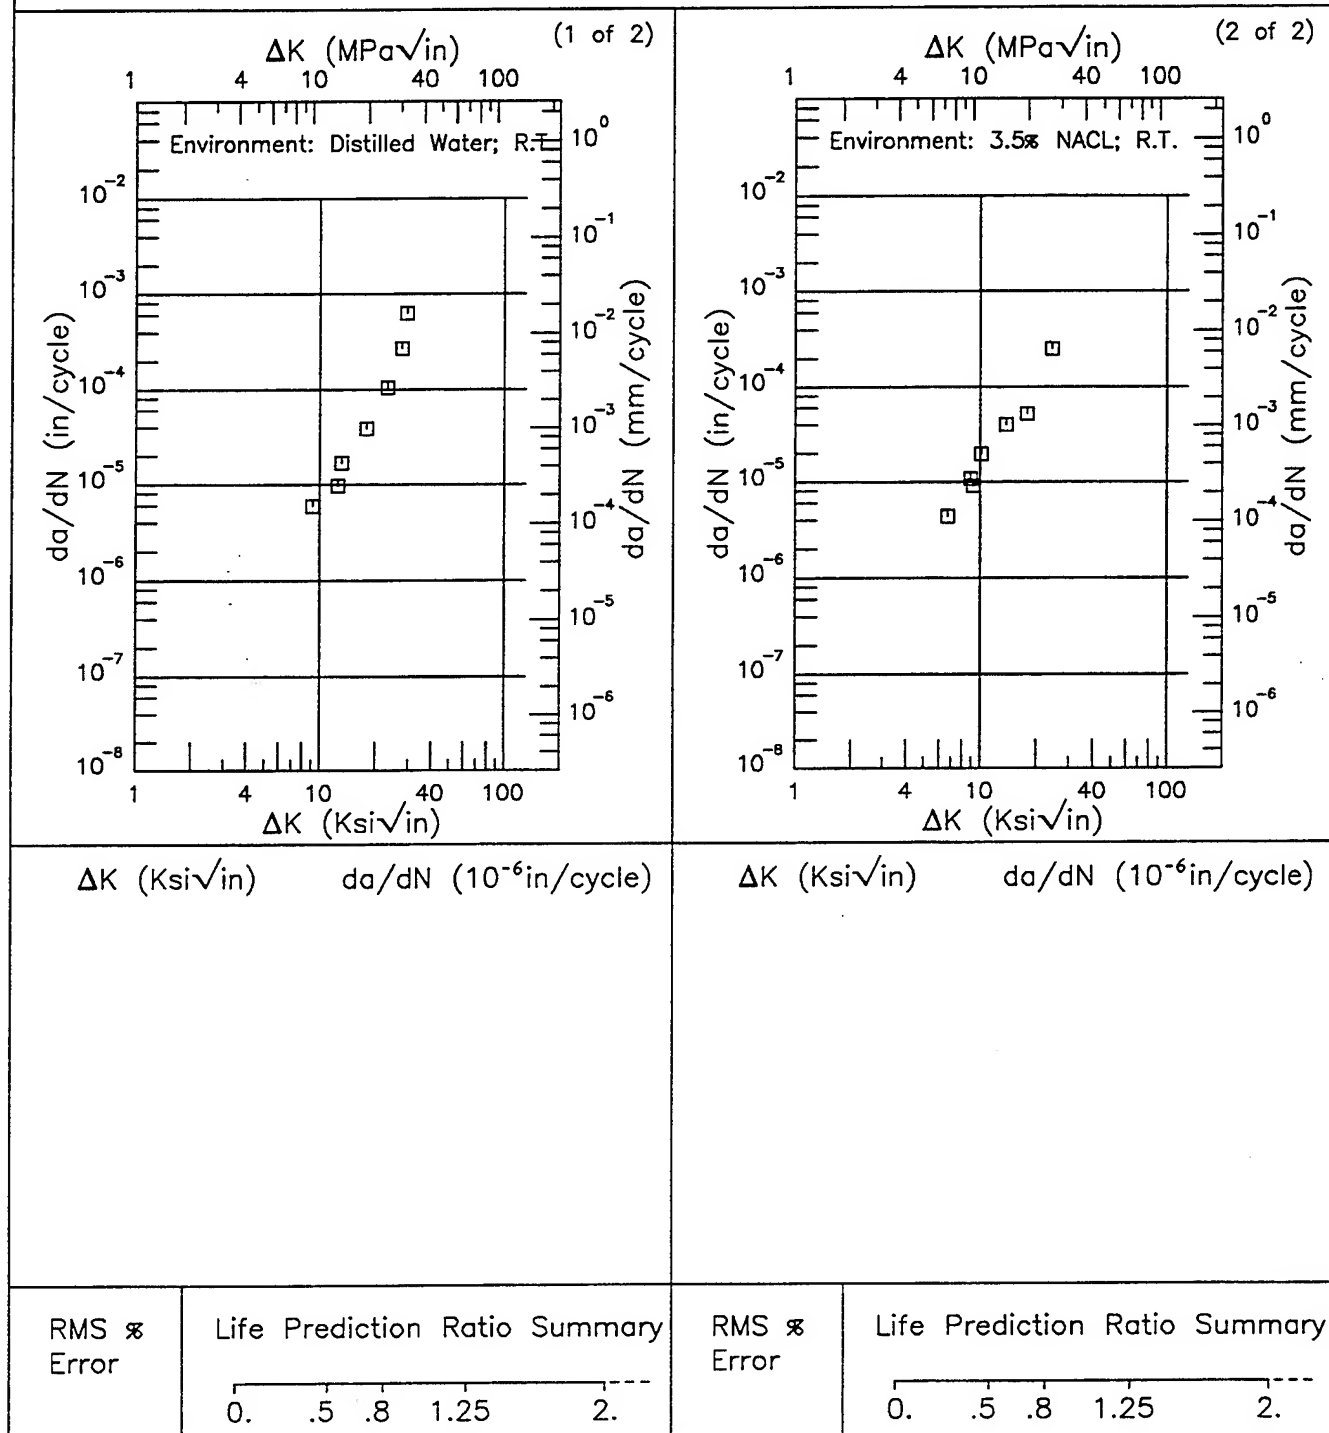 (1 of 2)
ΔK (MPa√in)
1 4 10 40 100
Environment: Distilled Water; R.T.
10⁰
10⁻²
10⁻¹
10⁻³
10⁻²
10⁻⁴
10⁻³
10⁻⁵
10⁻⁴
10⁻⁶
10⁻⁵
10⁻⁷
10⁻⁶
10⁻⁸
da/dN (in/cycle)
da/dN (mm/cycle)
1 4 10 40 100
ΔK (Ksi√in)
(2 of 2)
ΔK (MPa√in)
1 4 10 40 100
Environment: 3.5% NACL; R.T.
10⁰
10⁻²
10⁻¹
10⁻³
10⁻²
10⁻⁴
10⁻³
10⁻⁵
10⁻⁴
10⁻⁶
10⁻⁵
10⁻⁷
10⁻⁶
10⁻⁸
da/dN (in/cycle)
da/dN (mm/cycle)
1 4 10 40 100
ΔK (Ksi√in)
ΔK (Ksi√in) da/dN (10⁻⁶in/cycle)
ΔK (Ksi√in) da/dN (10⁻⁶in/cycle)
RMS %
Error
Life Prediction Ratio Summary
0. .5 .8 1.25 2.
RMS %
Error
Life Prediction Ratio Summary
0. .5 .8 1.25 2.